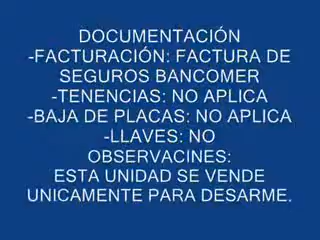 DOCUMENTACIÓN
-FACTURACIÓN: FACTURA DE
SEGUROS BANCOMER
-TENENCIAS: NO APLICA
-BAJA DE PLACAS: NO APLICA
-LLAVES: NO
OBSERVACINES:
ESTA UNIDAD SE VENDE
UNICAMENTE PARA DESARME.